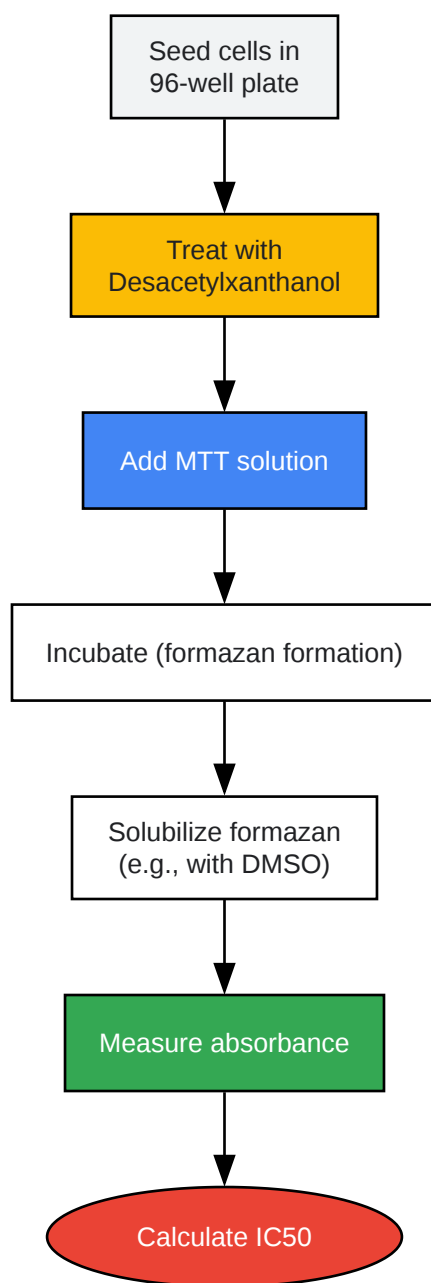 Seed cells in
96-well plate
Treat with
Desacetylxanthanol
Add MTT solution
Incubate (formazan formation)
Solubilize formazan
(e.g., with DMSO)
Measure absorbance
Calculate IC50